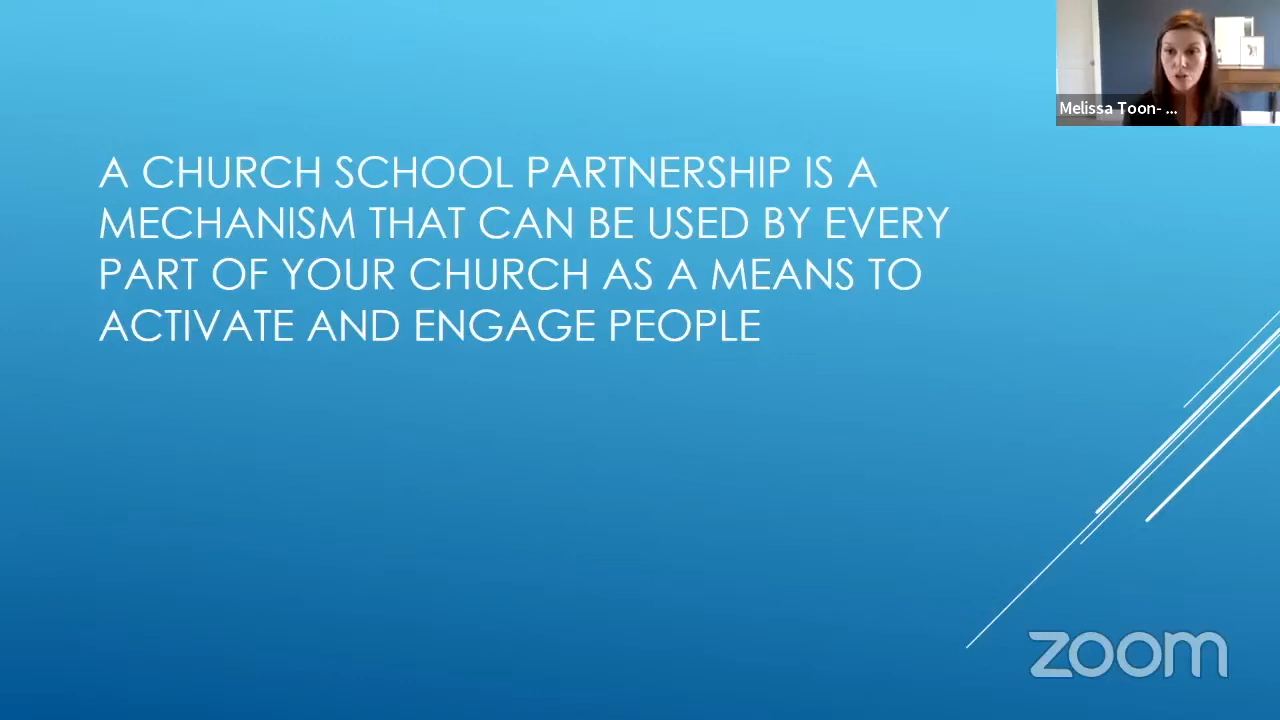 Melissa Toon- ...
A CHURCH SCHOOL PARTNERSHIP IS A
MECHANISM THAT CAN BE USED BY EVERY
PART OF YOUR CHURCH AS A MEANS TO
ACTIVATE AND ENGAGE PEOPLE
zoom